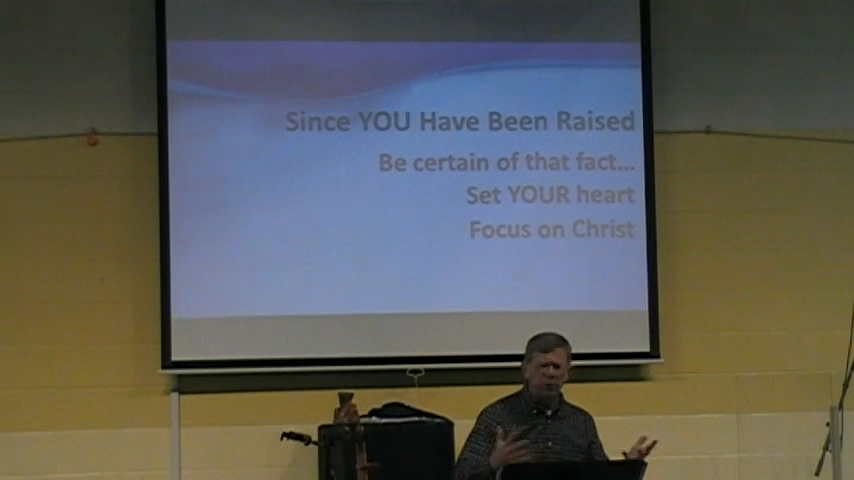 Since YOU Have Been Raised
Be certain of that fact...
Set YOUR heart
Focus on Christ